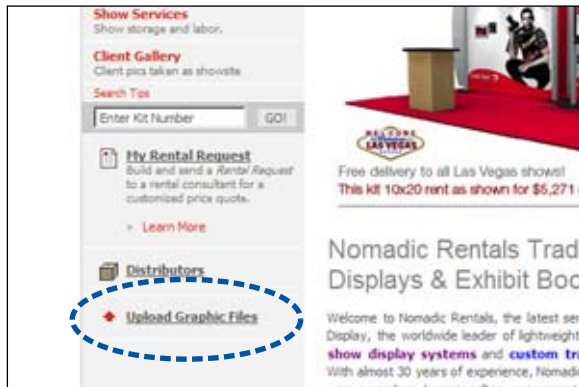 Show Services
Show storage and labor.
Client Gallery
Client pics taken as showsite
Search Tips
Enter Kit Number
GO!
My Rental Request
Build and send a Rental Request
to a rental consultant for a
customized price quote.
Learn More
Distributors
Upload Graphic Files
WELCOME
LAS VEGAS
Free delivery to all Las Vegas shows!
This kit 10x20 rent as shown for $5,271
Nomadic Rentals Trad
Displays & Exhibit Boo
Welcome to Nomadic Rentals, the latest ser
Display, the worldwide leader of lightweight
show display systems and custom tra
With almost 30 years of experience, Nomadi